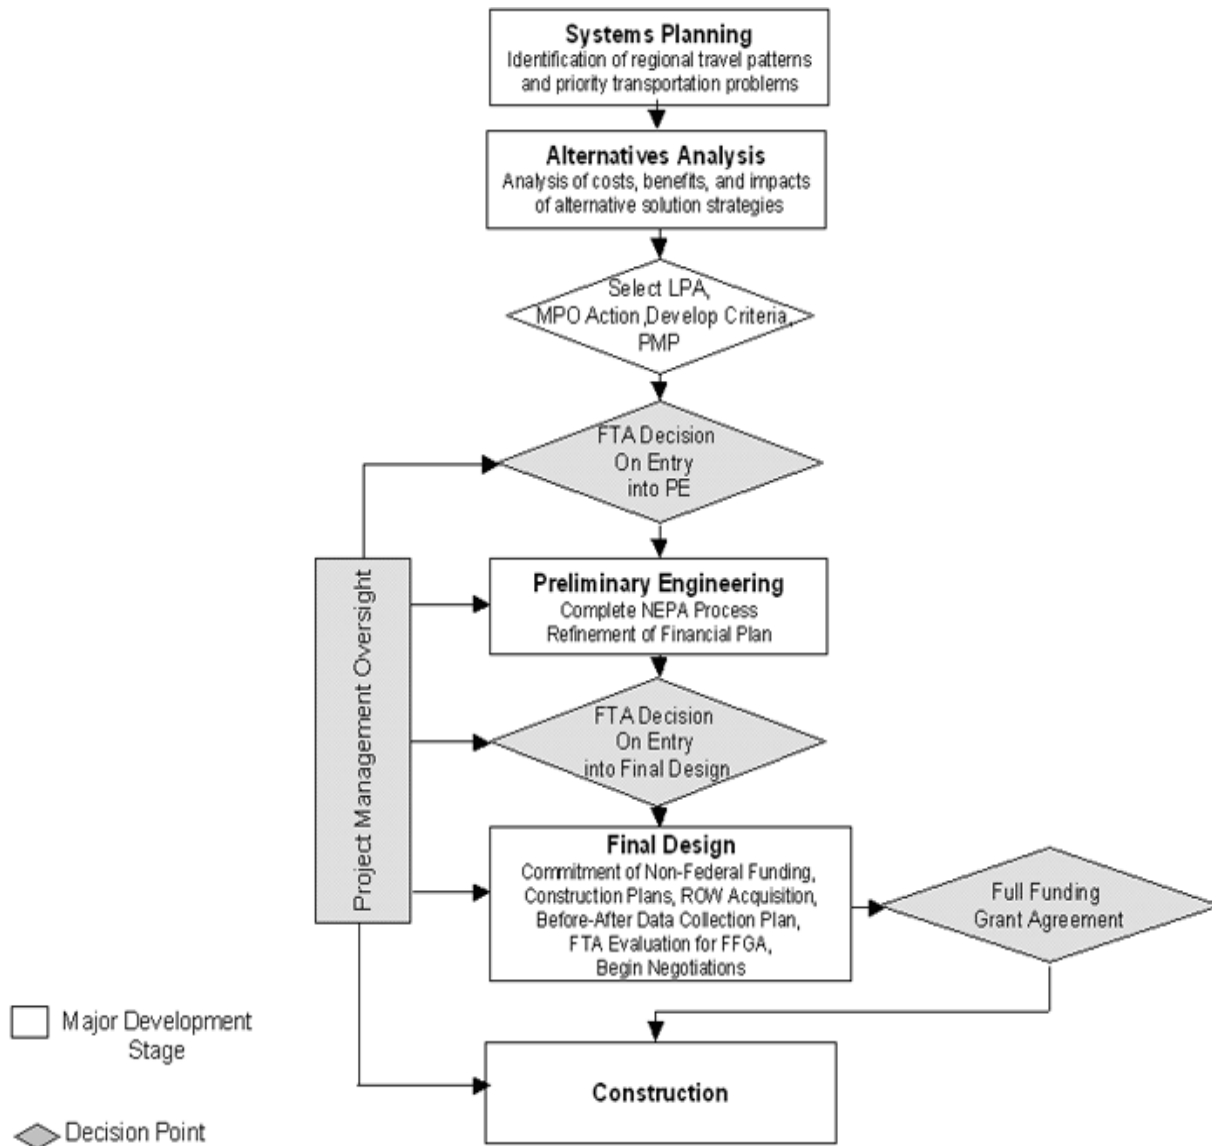 Systems Planning
Identification of regional travel patterns
and priority transportation problems
Alternatives Analysis
Analysis of costs, benefits, and impacts
of alternative solution strategies
Select LPA,
MPO Action,Develop Criteria,
PMP
FTA Decision
On Entry
into PE
Project Management Oversight
Preliminary Engineering
Complete NEPA Process
Refinement of Financial Plan
FTA Decision
On Entry
into Final Design
Final Design
Commitment of Non-Federal Funding,
Construction Plans, ROW Acquisition,
Before-After Data Collection Plan,
FTA Evaluation for FFGA,
Begin Negotiations
Full Funding
Grant Agreement
Construction
Major Development
Stage
Decision Point